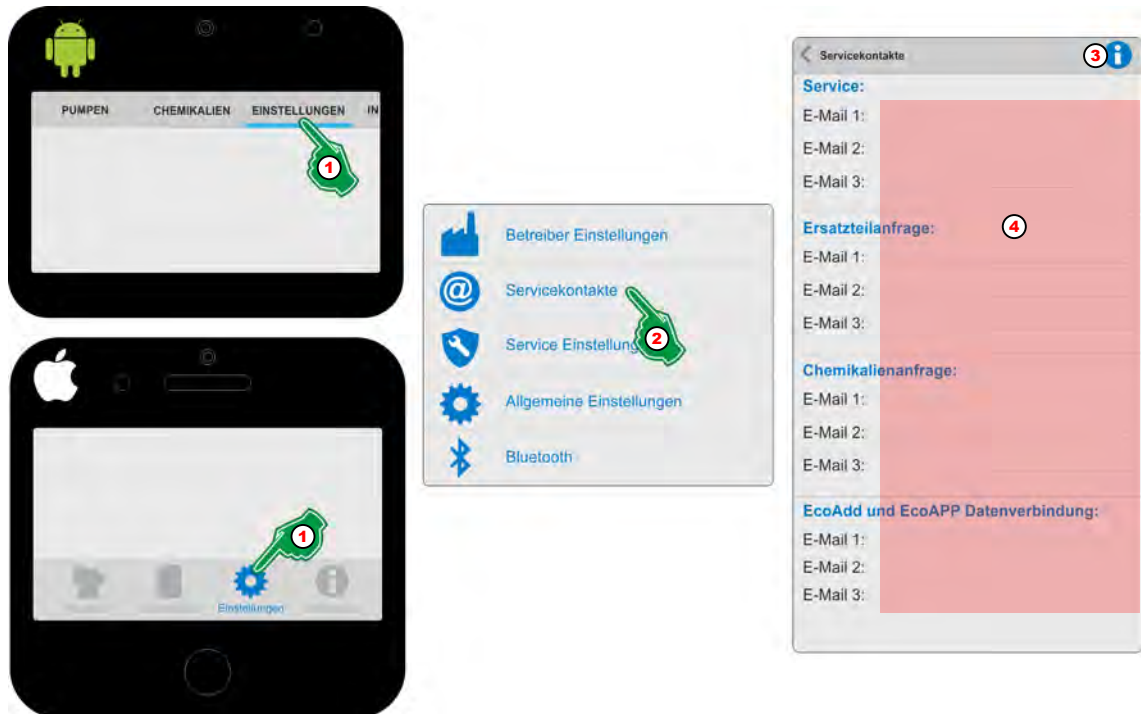 PUMPEN CHEMIKALIEN EINSTELLUNGEN IN
1
Einstellungen
1
Betreiber Einstellungen
@ Servicekontakte
2
Service Einstellung
Allgemeine Einstellungen
Bluetooth
Servicekontakte
3
Service:
E-Mail 1:
E-Mail 2:
E-Mail 3:
Ersatzteilanfrage:
4
E-Mail 1:
E-Mail 2:
E-Mail 3:
Chemikalienanfrage:
E-Mail 1:
E-Mail 2:
E-Mail 3:
EcoAdd und EcoAPP Datenverbindung:
E-Mail 1:
E-Mail 2:
E-Mail 3: